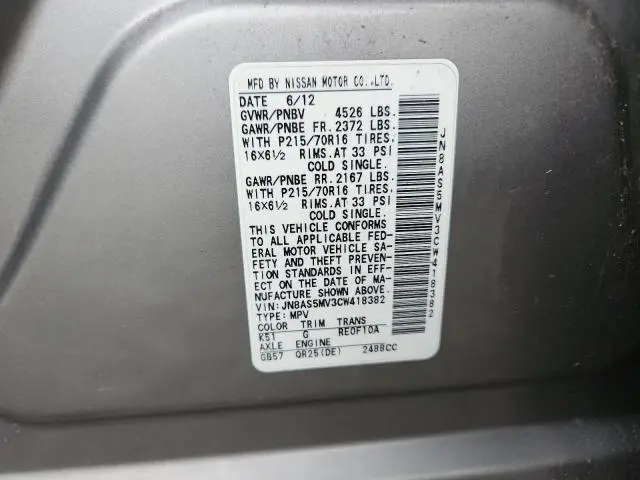 MFD BY NISSAN MOTOR CO.,LTD.
DATE 6/12
GVWR/PNBV 4526 LBS.
GAWR/PNBE FR. 2372 LBS.
WITH P215/70R16 TIRES,
16X6½ RIMS.AT 33 PSI
COLD SINGLE.
GAWR/PNBE RR. 2167 LBS.
WITH P215/70R16 TIRES,
16X6½ RIMS.AT 33 PSI
COLD SINGLE.
THIS VEHICLE CONFORMS
TO ALL APPLICABLE FED-
ERAL MOTOR VEHICLE SA-
FETY AND THEFT PREVEN-
TION STANDARDS IN EFF-
ECT ON THE DATE OF MA-
NUFACTURE SHOWN ABOVE.
VIN: JN8AS5MV3CW418382
TYPE: MPV
COLOR TRIM TRANS
K51 G RE0F10A
AXLE ENGINE
GB57 QR25(DE) 2488CC
JN8AS5MV3CW418382